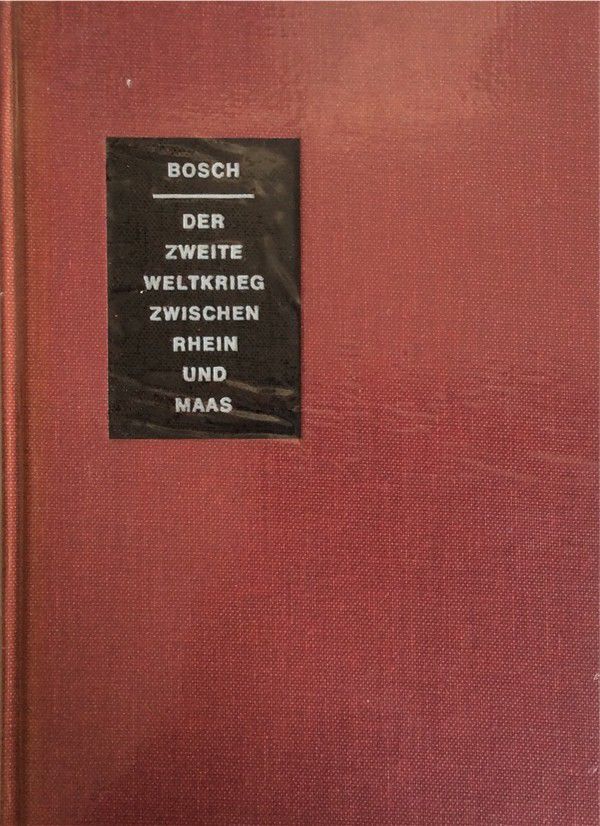 BOSCH
DER
ZWEITE
WELTKRIEG
ZWISCHEN
RHEIN
UND
MAAS